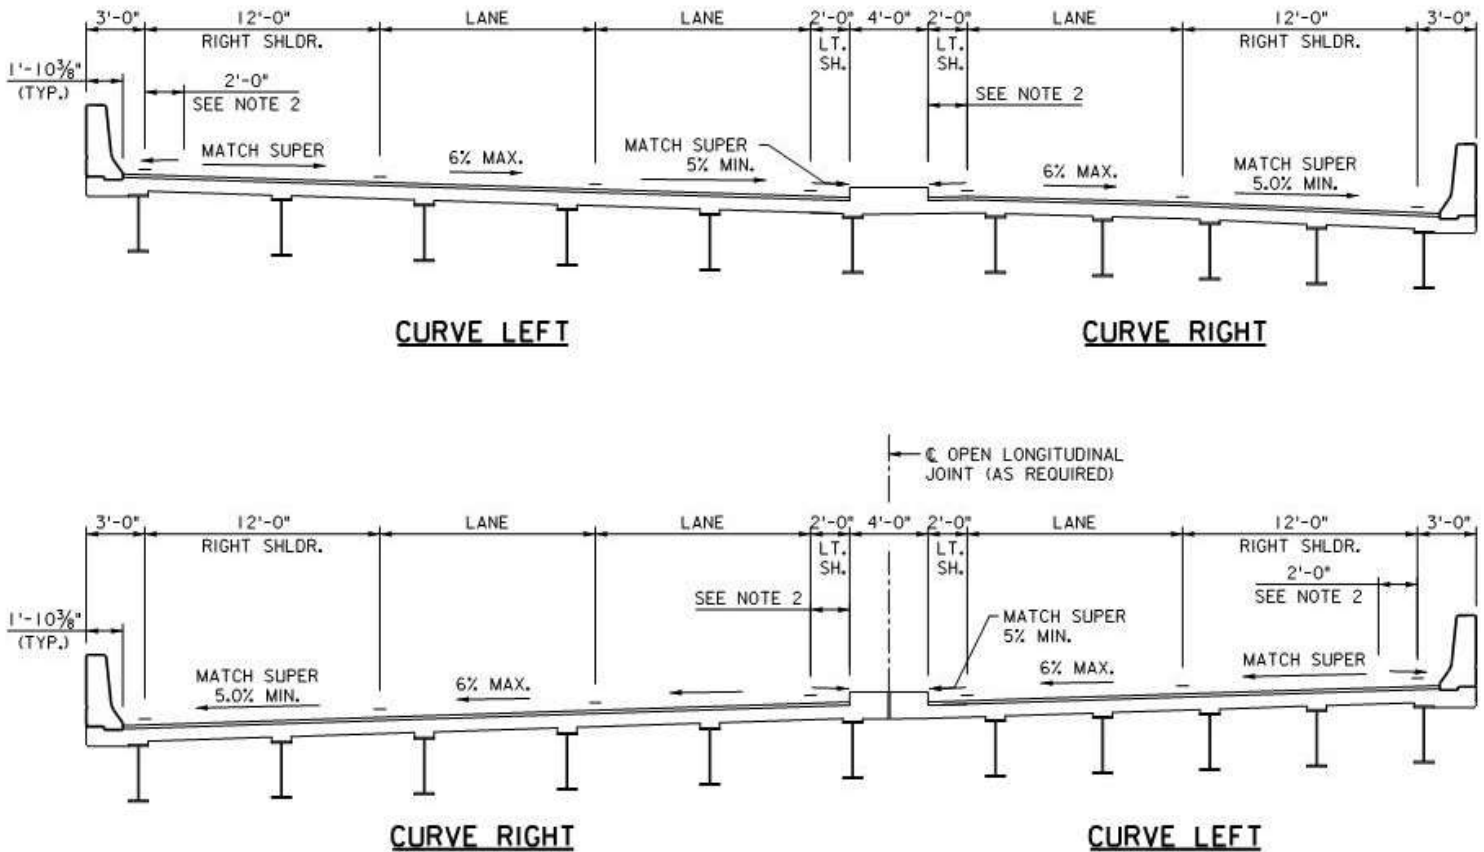 3'-0" 12'-0" LANE LANE 2'-0" 4'-0" 2'-0" LANE 12'-0" 3'-0"
RIGHT SHLDR. LT. SH. LT. SH. RIGHT SHLDR.
1'-10⅜"
(TYP.)
2'-0"
SEE NOTE 2
SEE NOTE 2
MATCH SUPER
6% MAX.
MATCH SUPER
5% MIN.
6% MAX.
MATCH SUPER
5.0% MIN.
CURVE LEFT
CURVE RIGHT
℄ OPEN LONGITUDINAL
JOINT (AS REQUIRED)
3'-0" 12'-0" LANE LANE 2'-0" 4'-0" 2'-0" LANE 12'-0" 3'-0"
RIGHT SHLDR. LT. SH. LT. SH. RIGHT SHLDR.
1'-10⅜"
(TYP.)
SEE NOTE 2
2'-0"
SEE NOTE 2
MATCH SUPER
5.0% MIN.
6% MAX.
MATCH SUPER
5% MIN.
6% MAX.
MATCH SUPER
CURVE RIGHT
CURVE LEFT